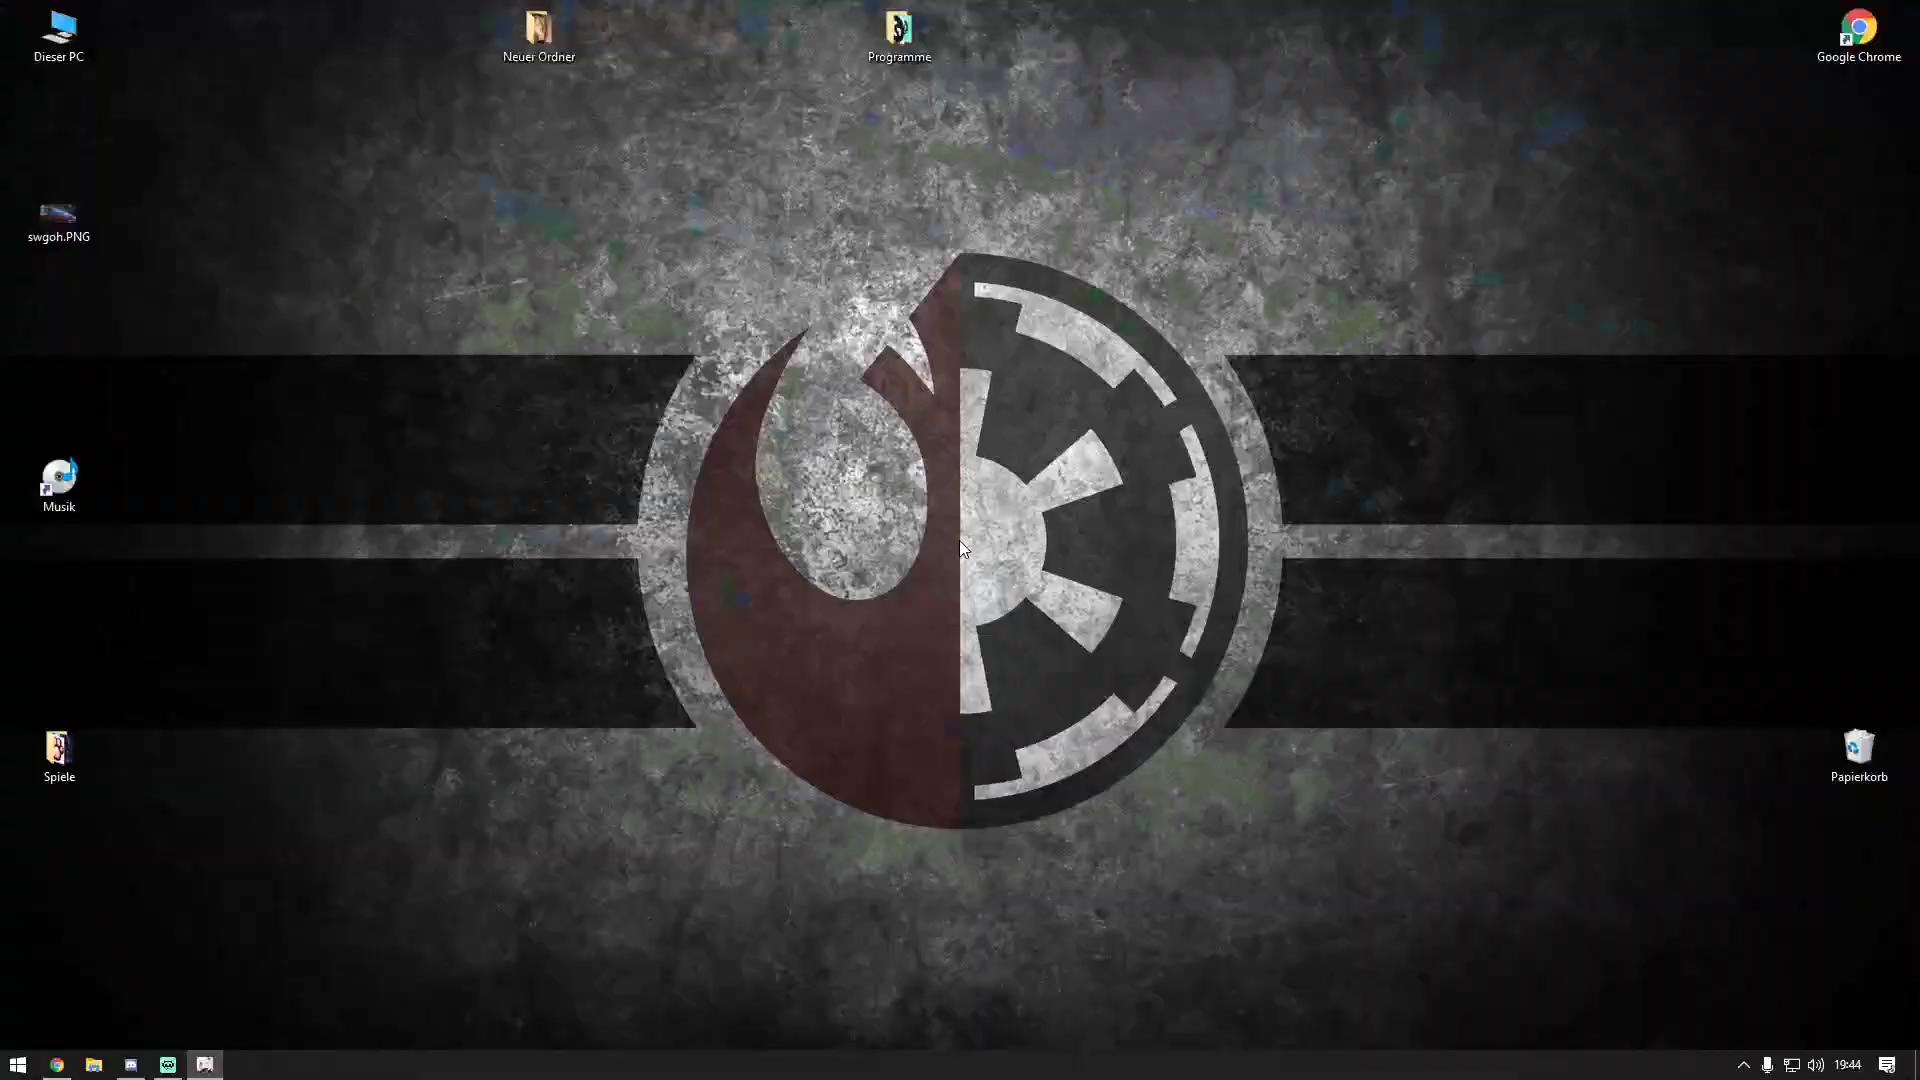 Dieser PC
Neuer Ordner
Programme
Google Chrome
swgoh.PNG
Musik
Spiele
Papierkorb
19:44